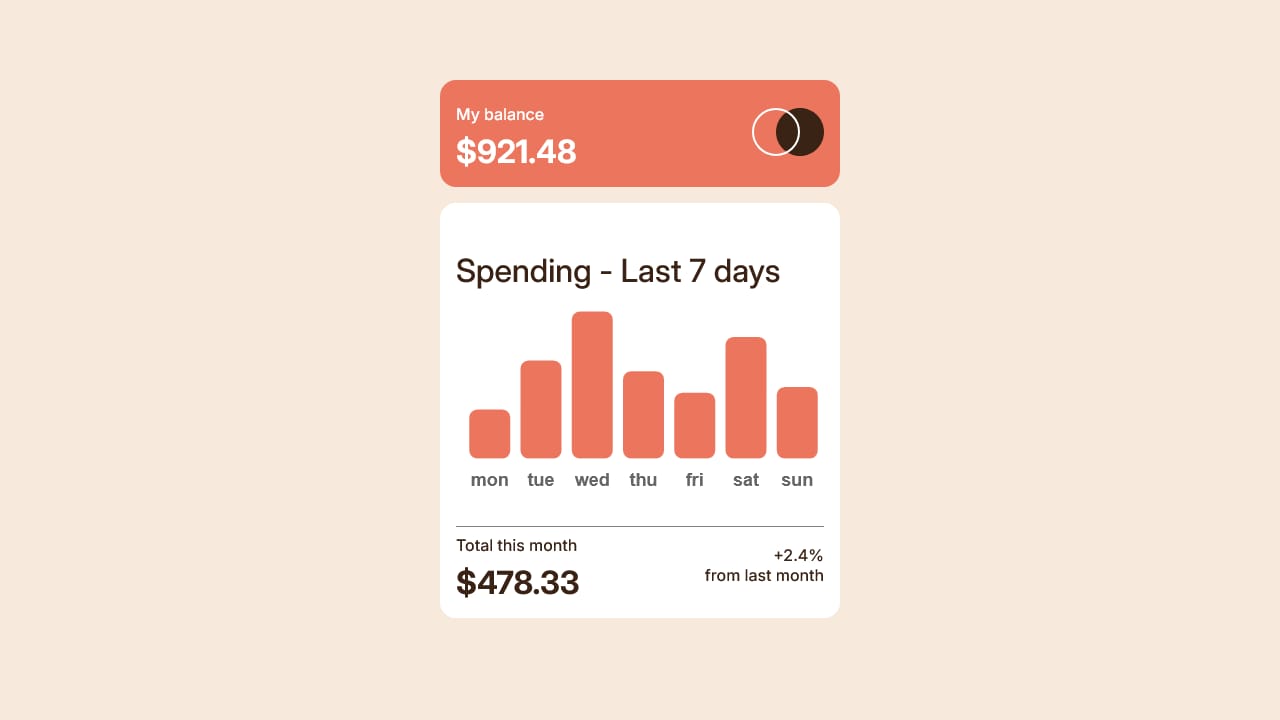 My balance
$921.48
Spending - Last 7 days
mon tue wed thu fri sat sun
Total this month
$478.33
+2.4%
from last month